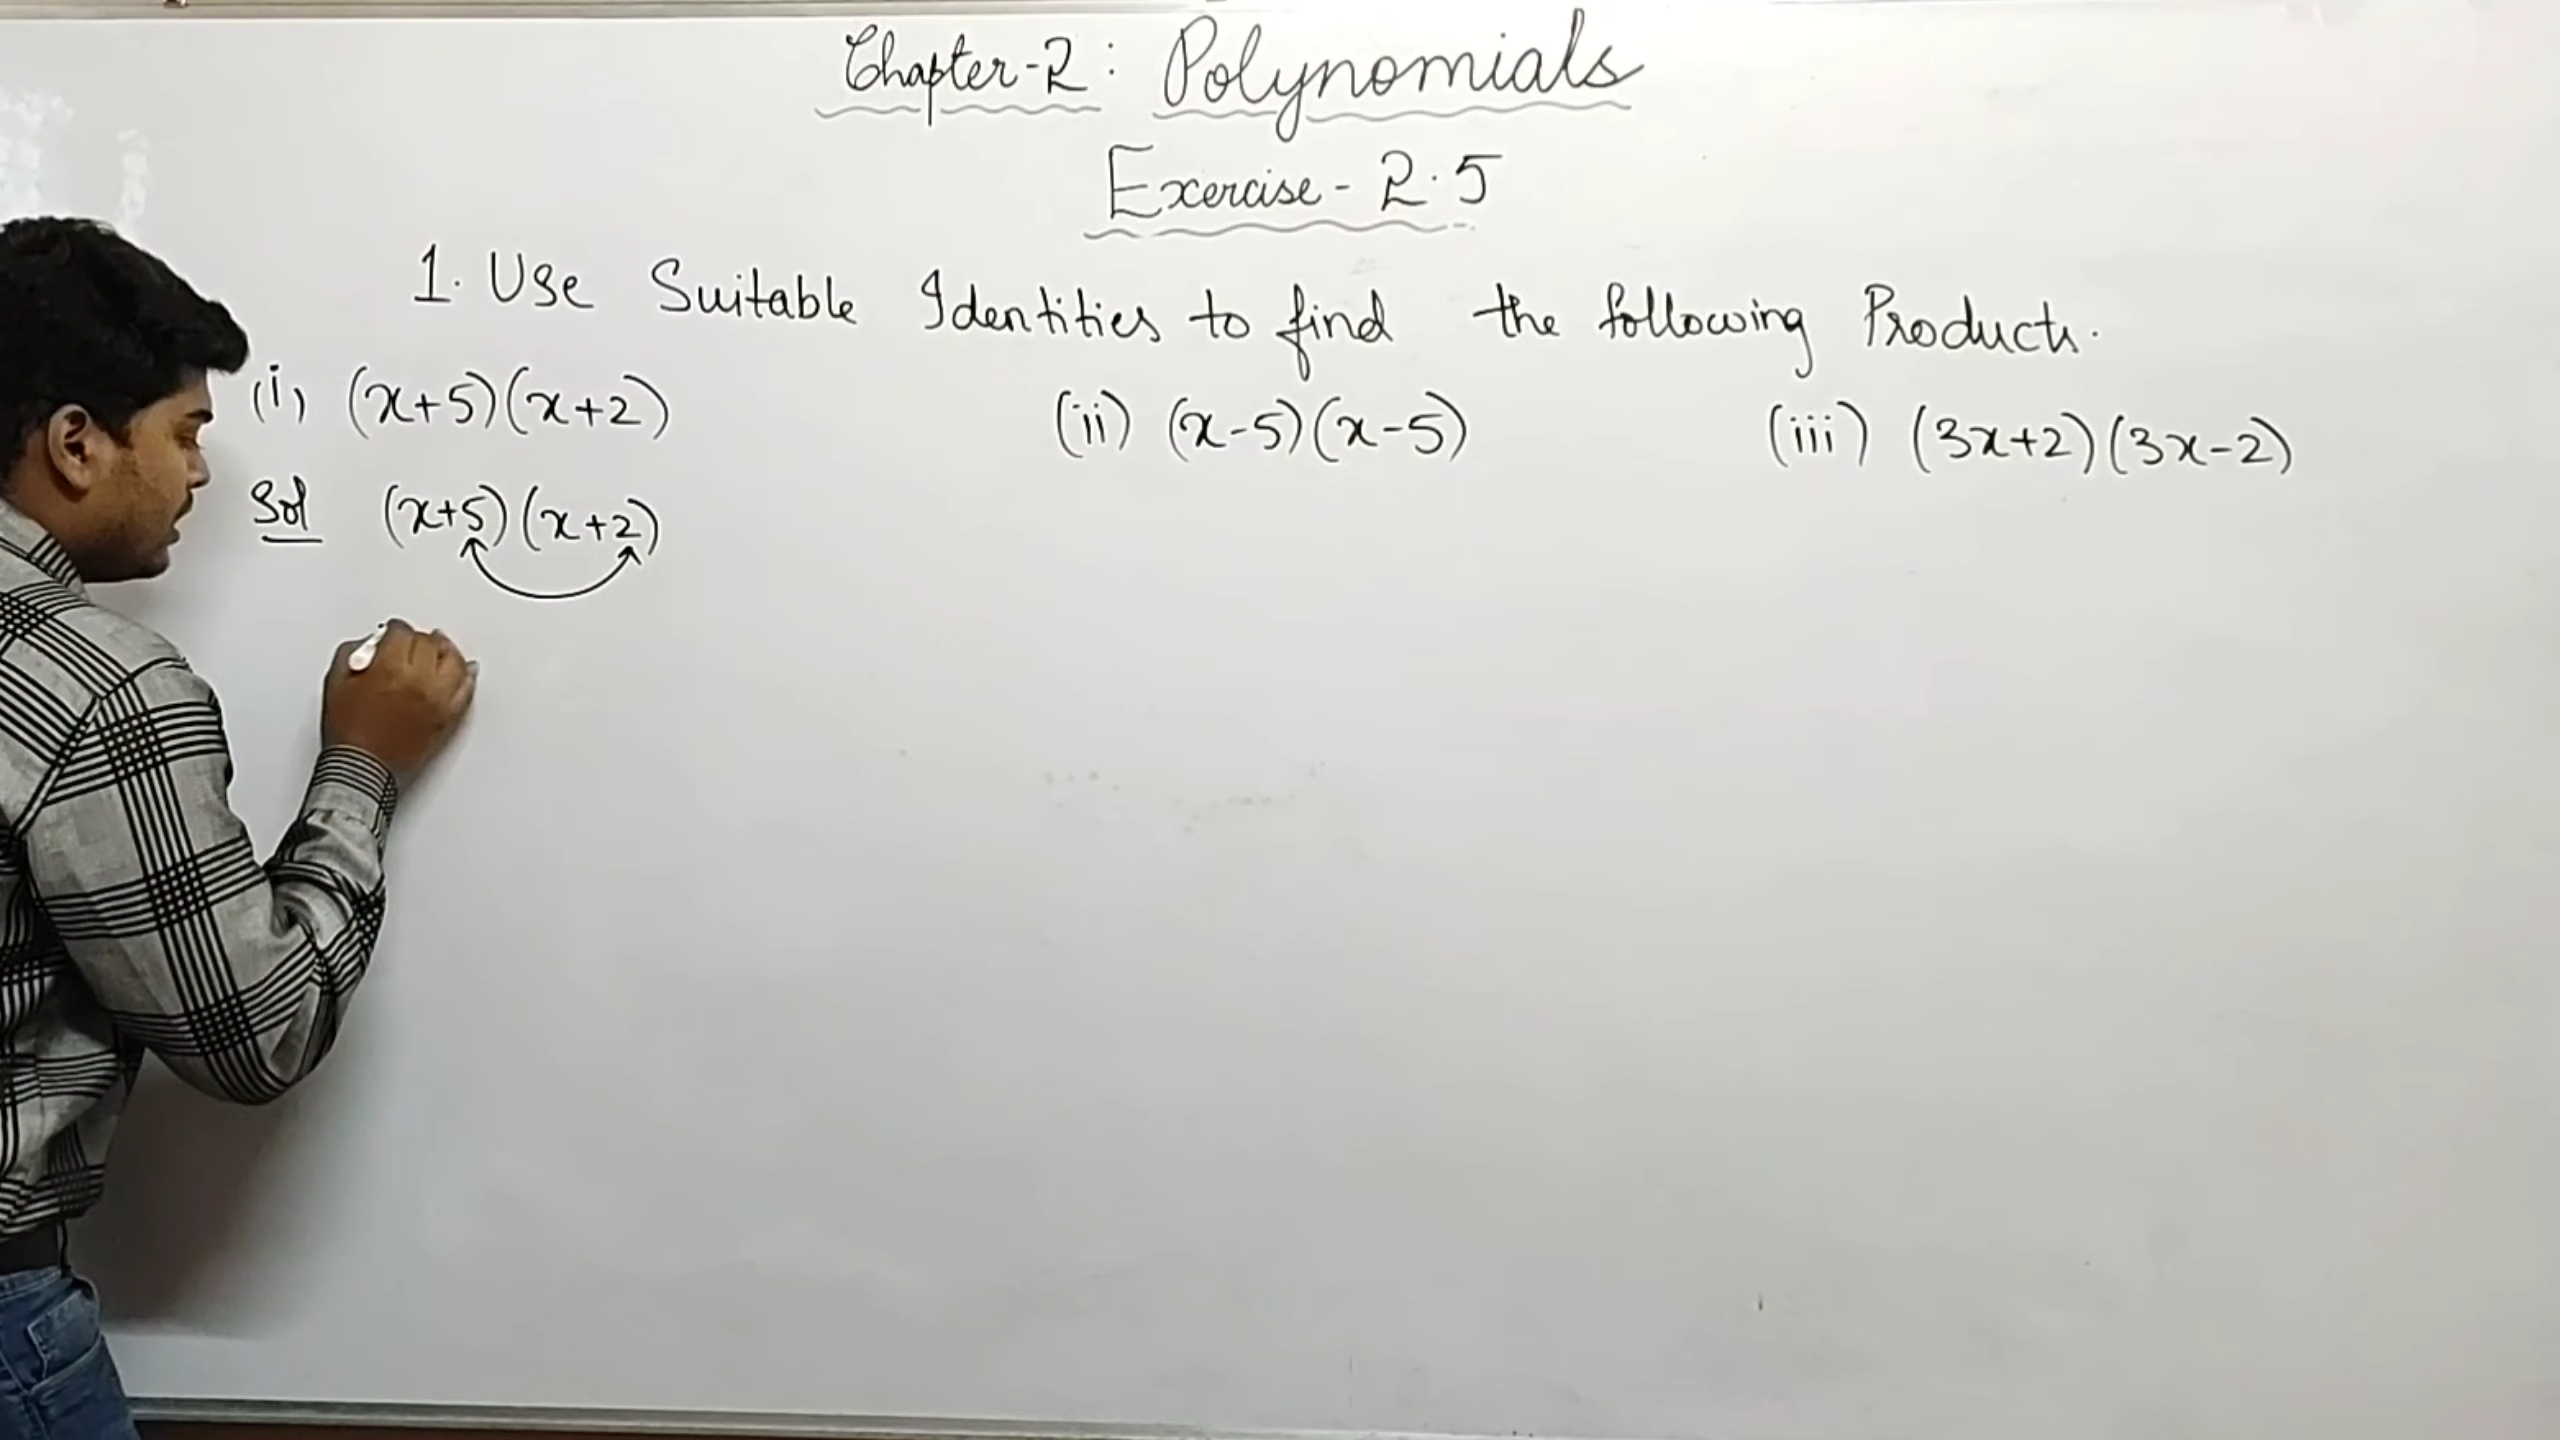 Chapter-2: Polynomials
Exercise-2.5
1. Use Suitable Identities to find the following Products.
(i) (x+5)(x+2) (ii) (x-5)(x-5) (iii) (3x+2)(3x-2)
Sol (x+5)(x+2)